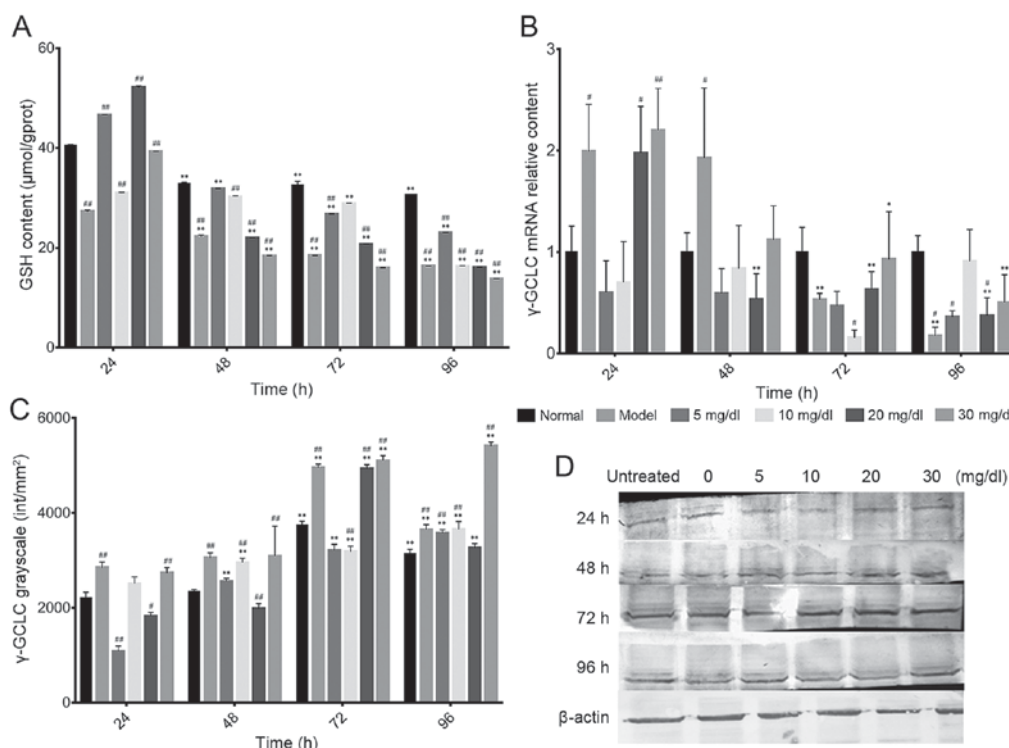 A
60
40
20
0
GSH content (μmol/gprot)
24
48
72
96
Time (h)
B
3
2
1
0
γ-GCLC mRNA relative content
24
48
72
96
Time (h)
Normal Model 5 mg/dl 10 mg/dl 20 mg/dl 30 mg/dl
C
6000
4000
2000
0
γ-GCLC grayscale (int/mm²)
24
48
72
96
Time (h)
D
Untreated 0 5 10 20 30 (mg/dl)
24 h
48 h
72 h
96 h
β-actin